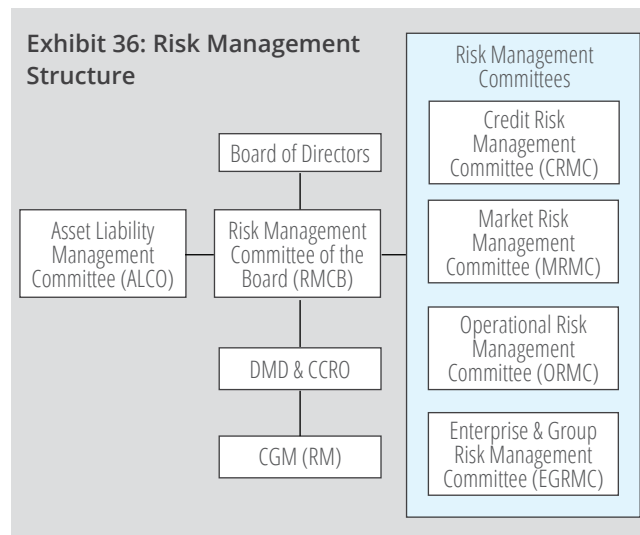 Exhibit 36: Risk Management
Structure
Board of Directors
Asset Liability
Management
Committee (ALCO)
Risk Management
Committee of the
Board (RMCB)
DMD & CCRO
CGM (RM)
Risk Management
Committees
Credit Risk
Management
Committee (CRMC)
Market Risk
Management
Committee (MRMC)
Operational Risk
Management
Committee (ORMC)
Enterprise & Group
Risk Management
Committee (EGRMC)